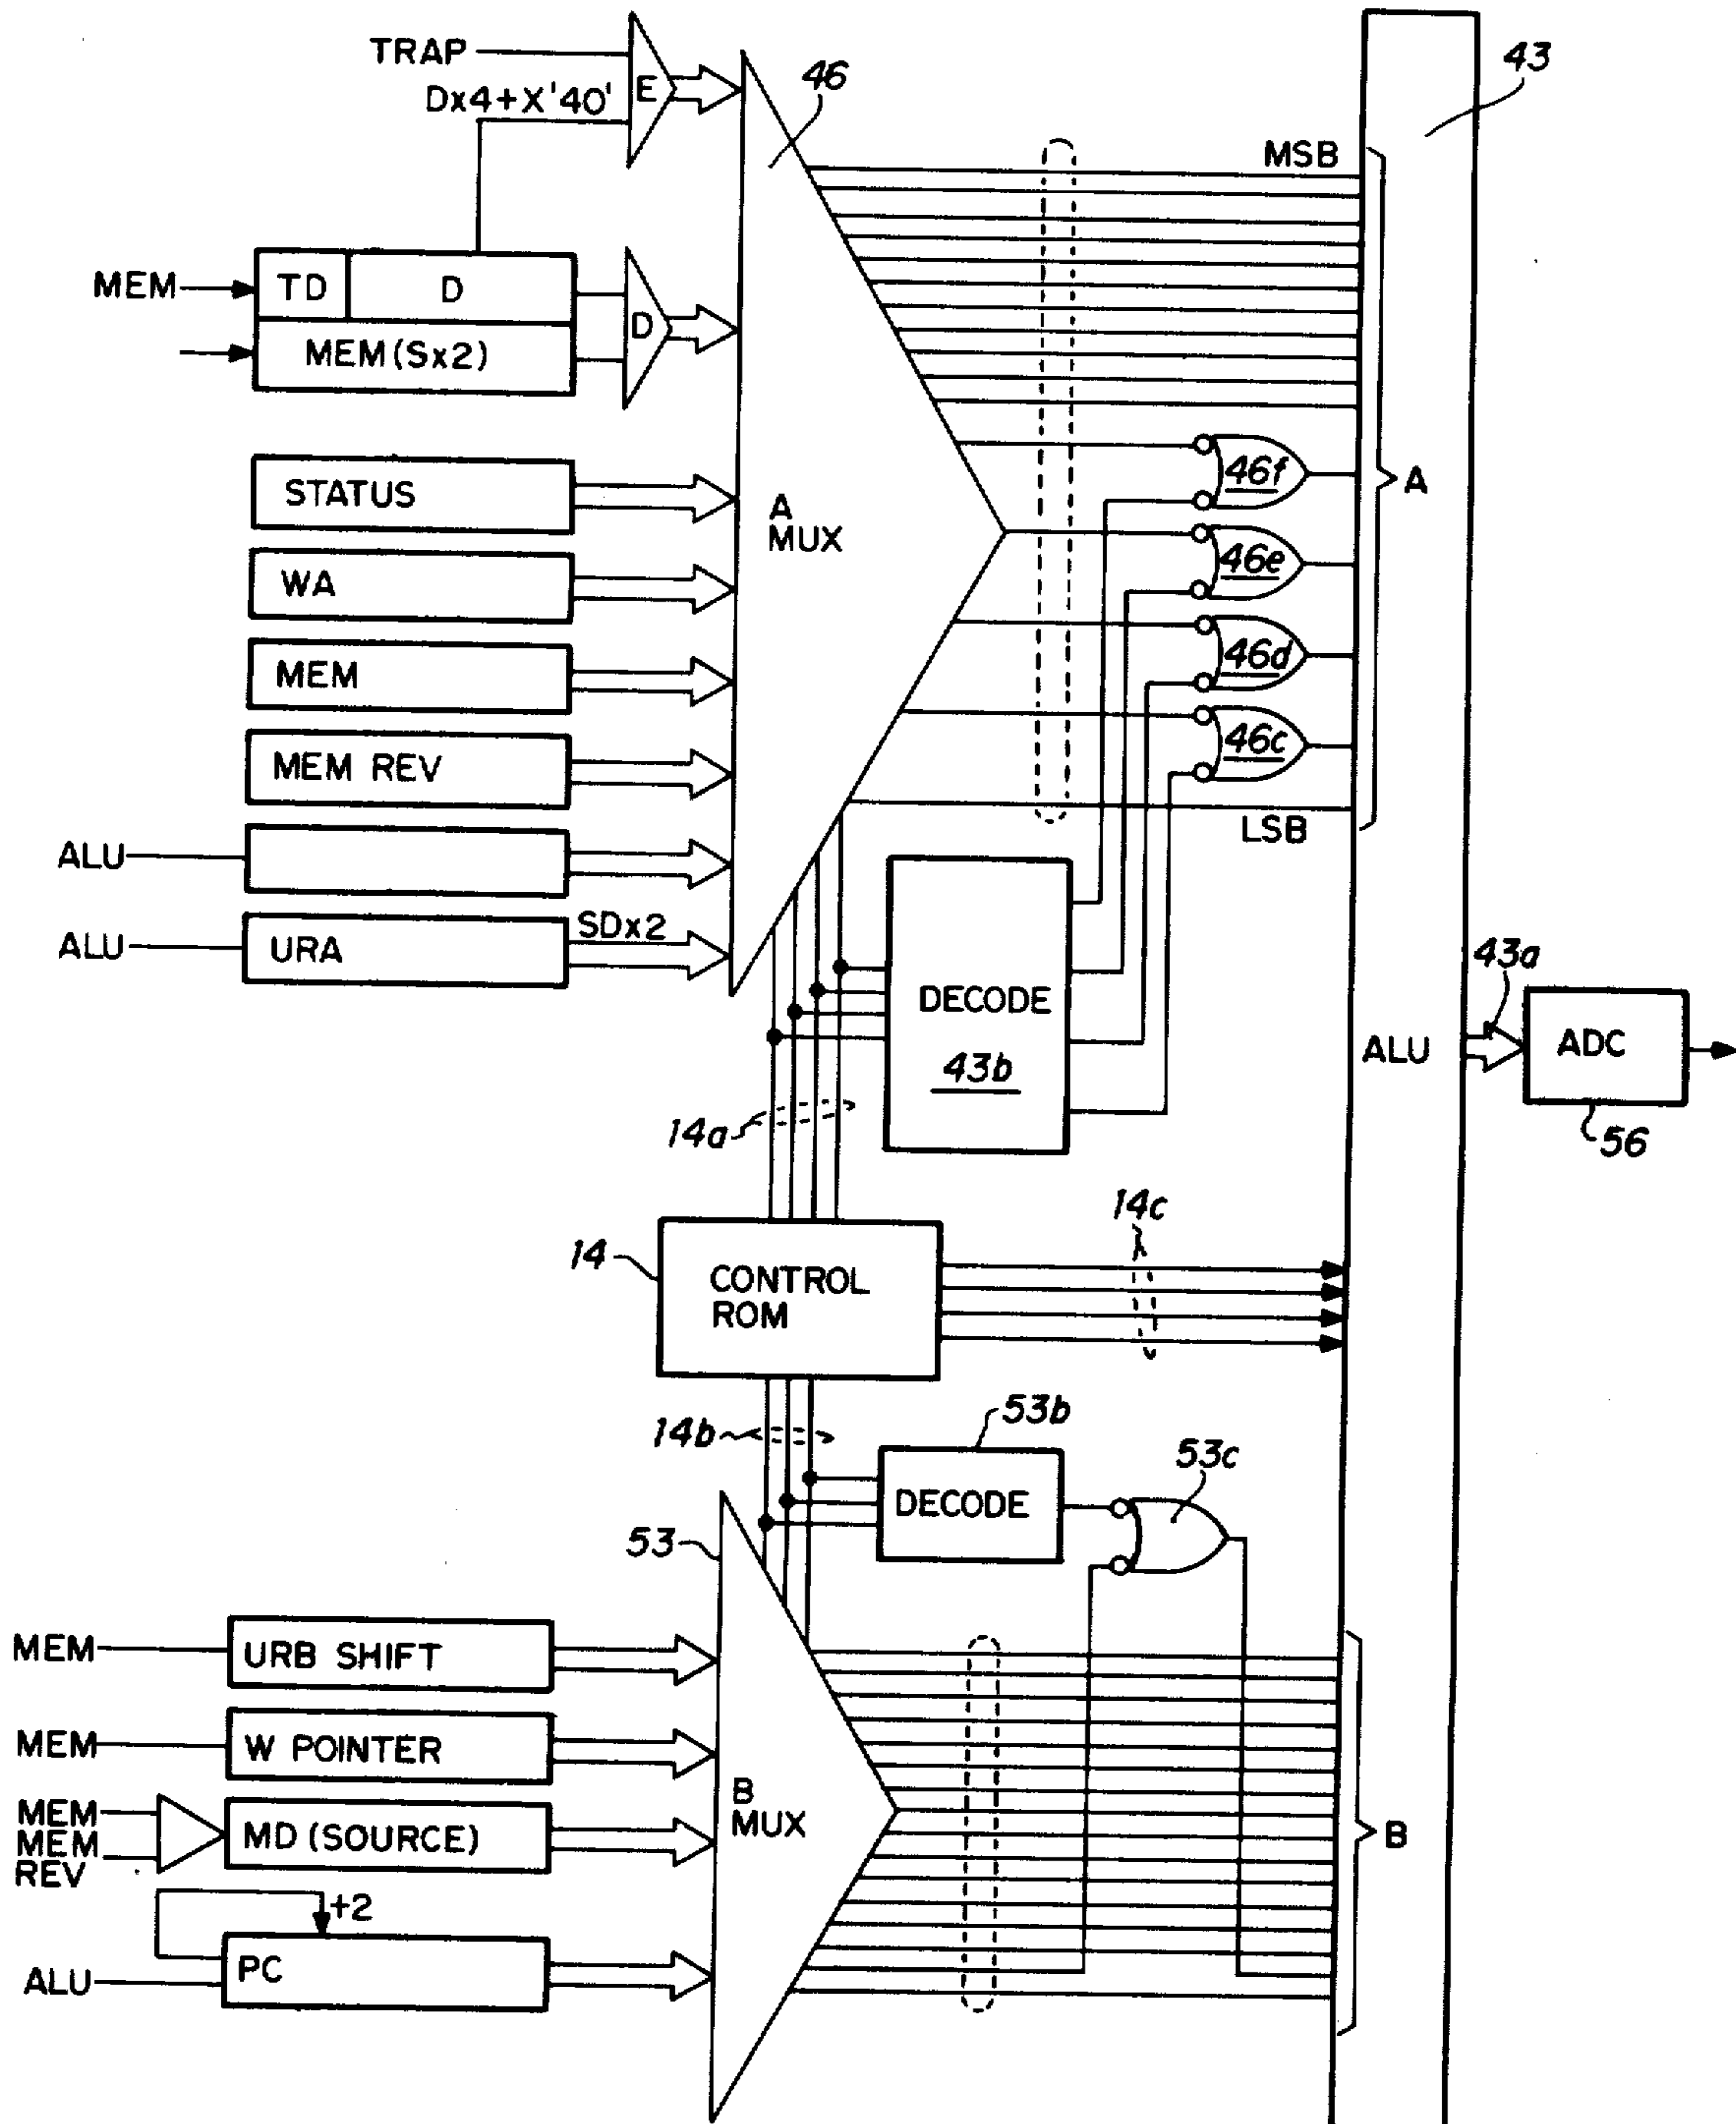 TRAP
Dx4+X'40'
E
46
43
MSB
MEM
TD
D
MEM (Sx2)
D
STATUS
A
MUX
46f
A
WA
46e
MEM
46d
MEM REV
46c
LSB
ALU
ALU
URA
SDx2
DECODE
43b
43a
ALU
ADC
56
14a
14
CONTROL
ROM
14c
14b
53b
DECODE
53c
53
MEM
URB SHIFT
MEM
W POINTER
MEM
MEM
REV
MD (SOURCE)
B
MUX
B
+2
ALU
PC